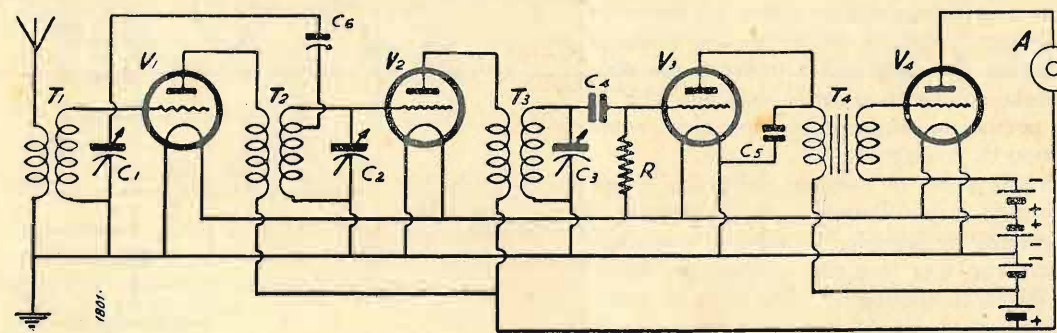 C6
V1
V2
V3
V4
A
T1
T2
T3
C4
T4
C1
C2
C3
R
C5
-
+
+
-
+
1801.